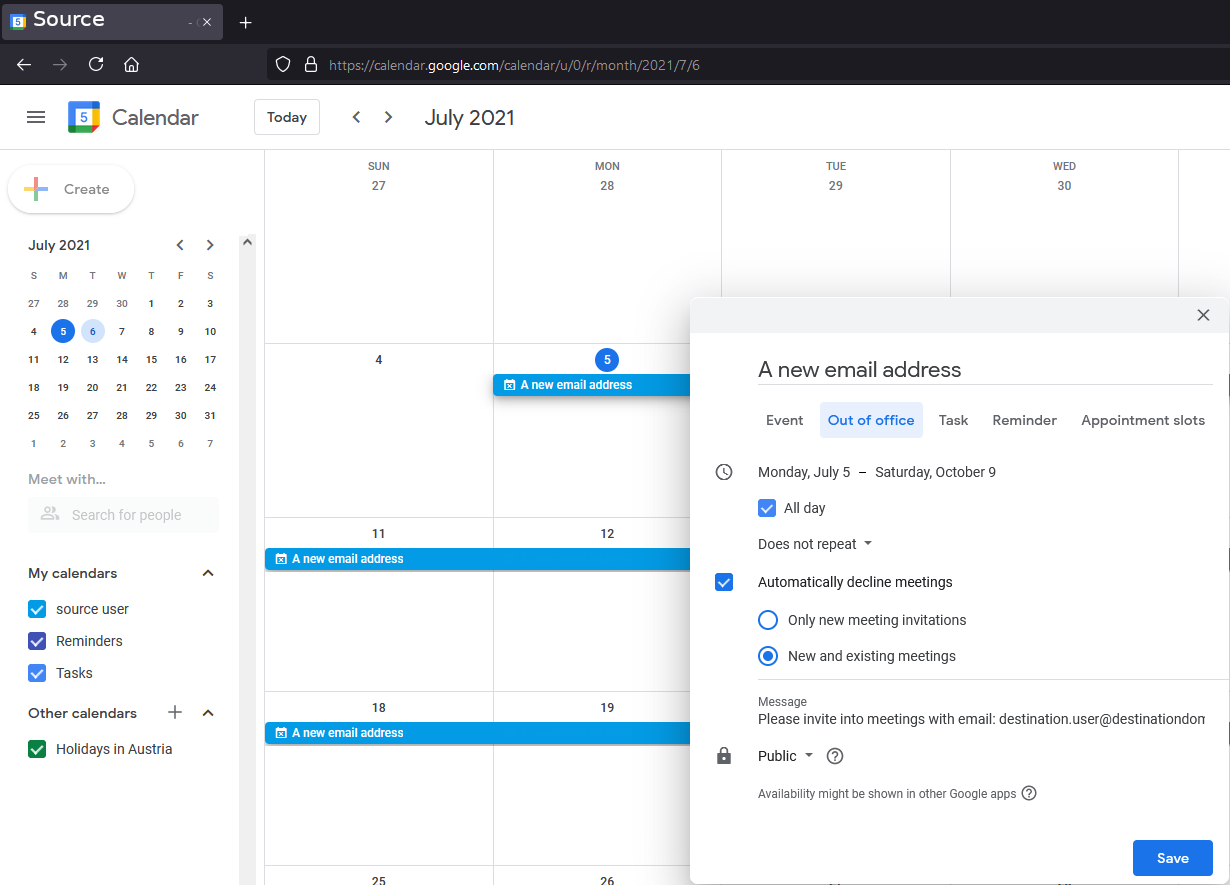 Source
https://calendar.google.com/calendar/u/0/r/month/2021/7/6
5 Calendar Today July 2021
Create
July 2021
S M T W T F S
27 28 29 30 1 2 3
4 5 6 7 8 9 10
11 12 13 14 15 16 17
18 19 20 21 22 23 24
25 26 27 28 29 30 31
1 2 3 4 5 6 7
Meet with...
Search for people
My calendars
source user
Reminders
Tasks
Other calendars
Holidays in Austria
SUN MON TUE WED
27 28 29 30
4 5
A new email address
11 12
A new email address
18 19
A new email address
25 26
A new email address
Event Out of office Task Reminder Appointment slots
Monday, July 5 – Saturday, October 9
All day
Does not repeat
Automatically decline meetings
Only new meeting invitations
New and existing meetings
Message
Please invite into meetings with email: destination.user@destinationdom
Public
Availability might be shown in other Google apps
Save